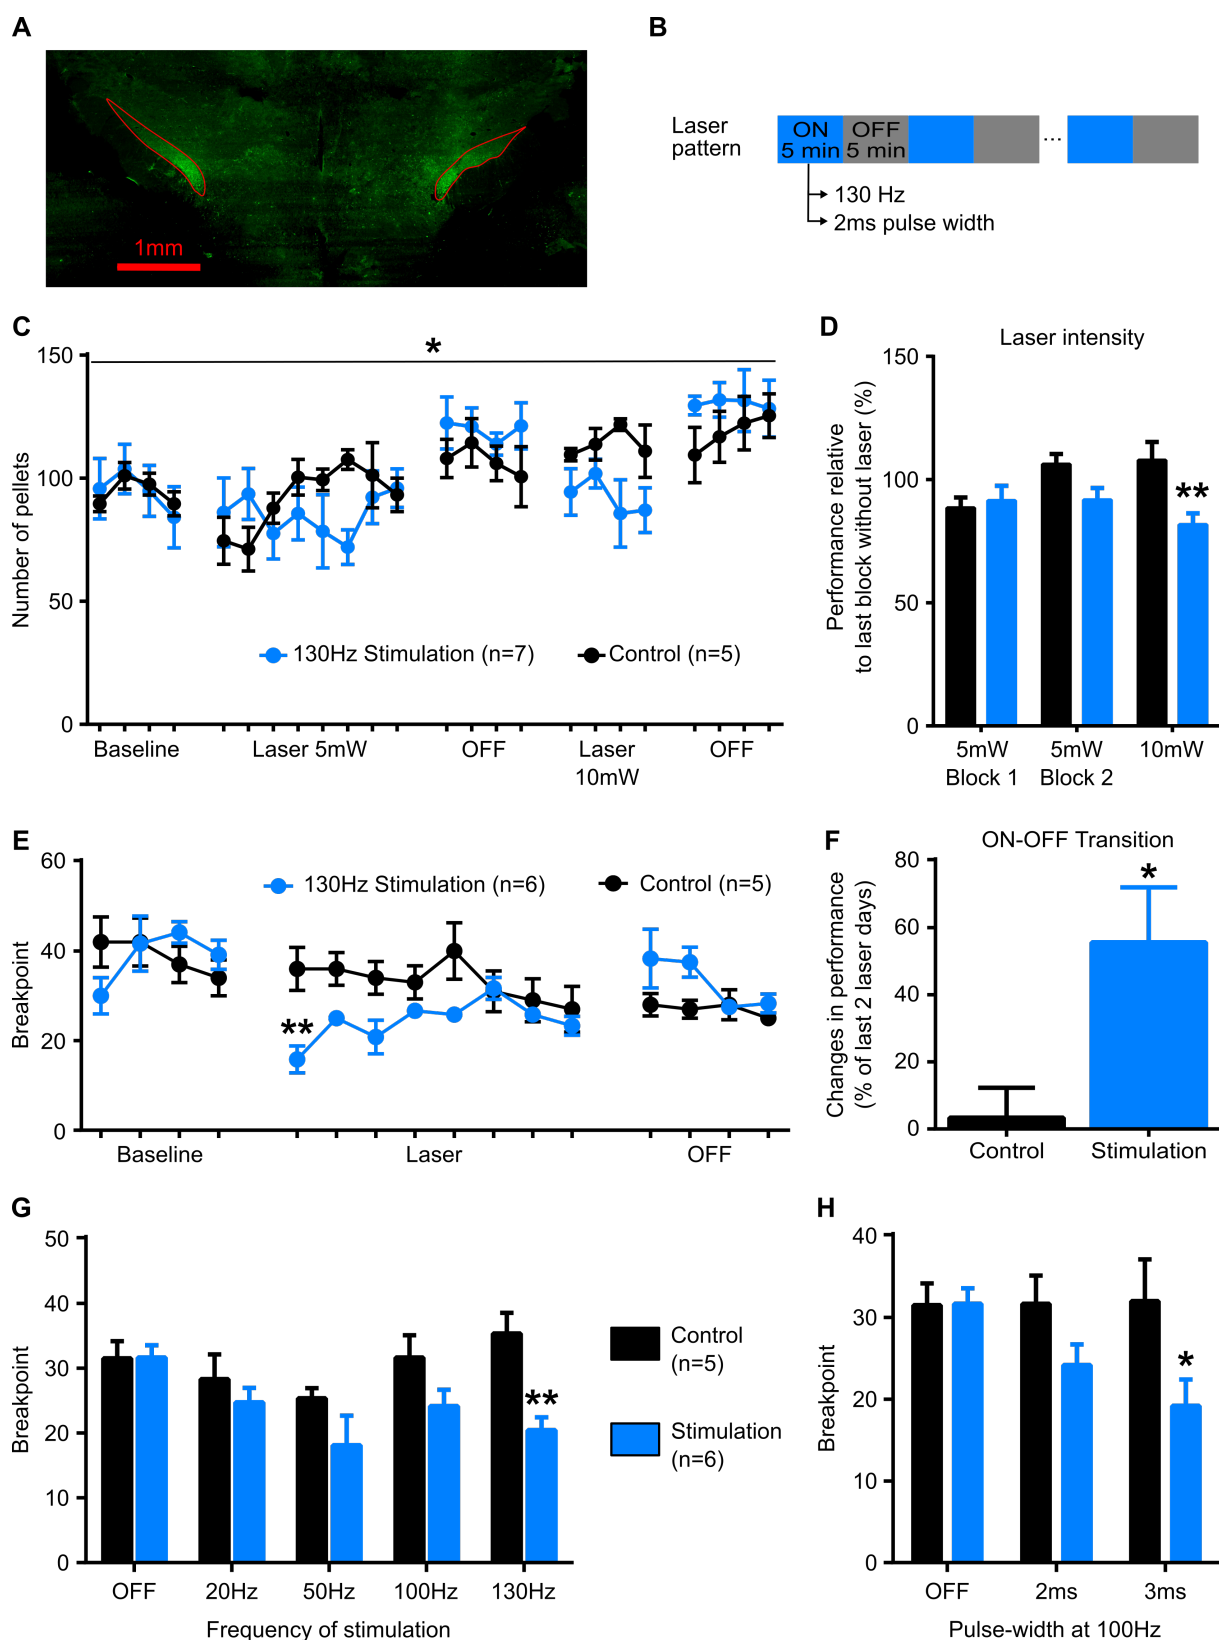 A
1mm
B
Laser
pattern
ON
5 min
OFF
5 min
...
130 Hz
2ms pulse width
C
Number of pellets
150
100
50
0
*
130Hz Stimulation (n=7)
Control (n=5)
Baseline
Laser 5mW
OFF
Laser
10mW
OFF
D
Laser intensity
Performance relative
to last block without laser (%)
150
100
50
0
**
5mW
Block 1
5mW
Block 2
10mW
E
Breakpoint
60
40
20
0
130Hz Stimulation (n=6)
Control (n=5)
**
Baseline
Laser
OFF
F
ON-OFF Transition
Changes in performance
(% of last 2 laser days)
80
60
40
20
0
*
Control
Stimulation
G
Breakpoint
50
40
30
20
10
0
**
OFF
20Hz
50Hz
100Hz
130Hz
Frequency of stimulation
Control
(n=5)
Stimulation
(n=6)
H
Breakpoint
40
30
20
10
0
*
OFF
2ms
3ms
Pulse-width at 100Hz